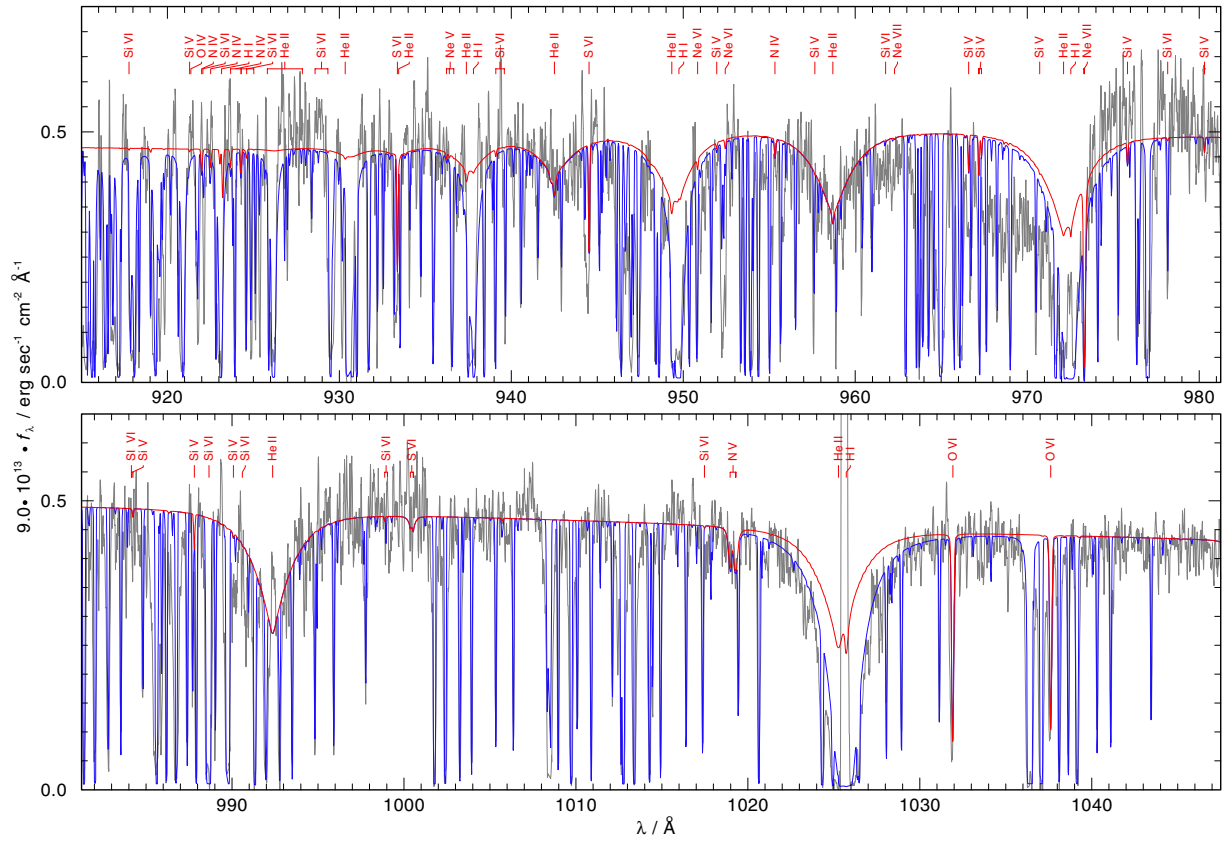 Si VI
Si V
O IV
N IV
Si VI
N IV
H I
N IV
Si VI
He II
Si VI
He II
S VI
He II
Ne V
He II
H I
Si VI
He II
S VI
He II
H I
Ne VI
Si V
Ne VI
N IV
Si V
He II
Si VI
Ne VII
Si V
Si V
Si V
He II
H I
Ne VII
Si V
Si VI
Si V
0.5
0.0
920 930 940 950 960 970 980
9.0• 10¹³ • fλ / erg sec⁻¹ cm⁻² Å⁻¹
SI VI
Si V
Si V
Si VI
Si V
Si VI
He II
Si VI
S VI
Si VI
N V
He II
H I
O VI
O VI
0.5
0.0
990 1000 1010 1020 1030 1040
λ / Å